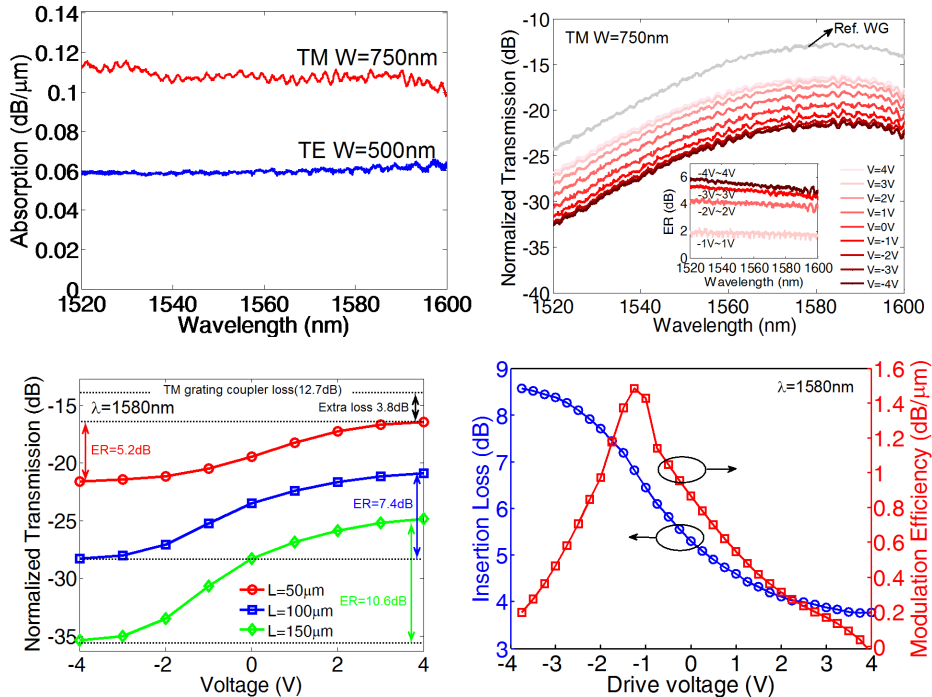 0.14
0.12
0.1
0.08
0.06
0.04
0.02
0
Absorption (dB/μm)
TM W=750nm
TE W=500nm
1520
1540
1560
1580
1600
Wavelength (nm)
-10
-15
-20
-25
-30
-35
-40
Normalized Transmission (dB)
TM W=750nm
Ref. WG
V=4V
V=3V
V=2V
V=1V
V=0V
V=-1V
V=-2V
V=-3V
V=-4V
6
4
2
0
ER (dB)
-4V~4V
-3V~3V
-2V~2V
-1V~1V
1520
1540
1560
1580
1600
Wavelength (nm)
1520
1540
1560
1580
1600
Wavelength (nm)
-15
-20
-25
-30
-35
Normalized Transmission (dB)
TM grating coupler loss(12.7dB)
λ=1580nm
Extra loss 3.8dB
ER=5.2dB
ER=7.4dB
ER=10.6dB
L=50μm
L=100μm
L=150μm
-4
-2
0
2
4
Voltage (V)
9
8
7
6
5
4
3
Insertion Loss (dB)
λ=1580nm
1.6
1.4
1.2
1
0.8
0.6
0.4
0.2
0
Modulation Efficiency (dB/μm)
-4
-3
-2
-1
0
1
2
3
4
Drive voltage (V)